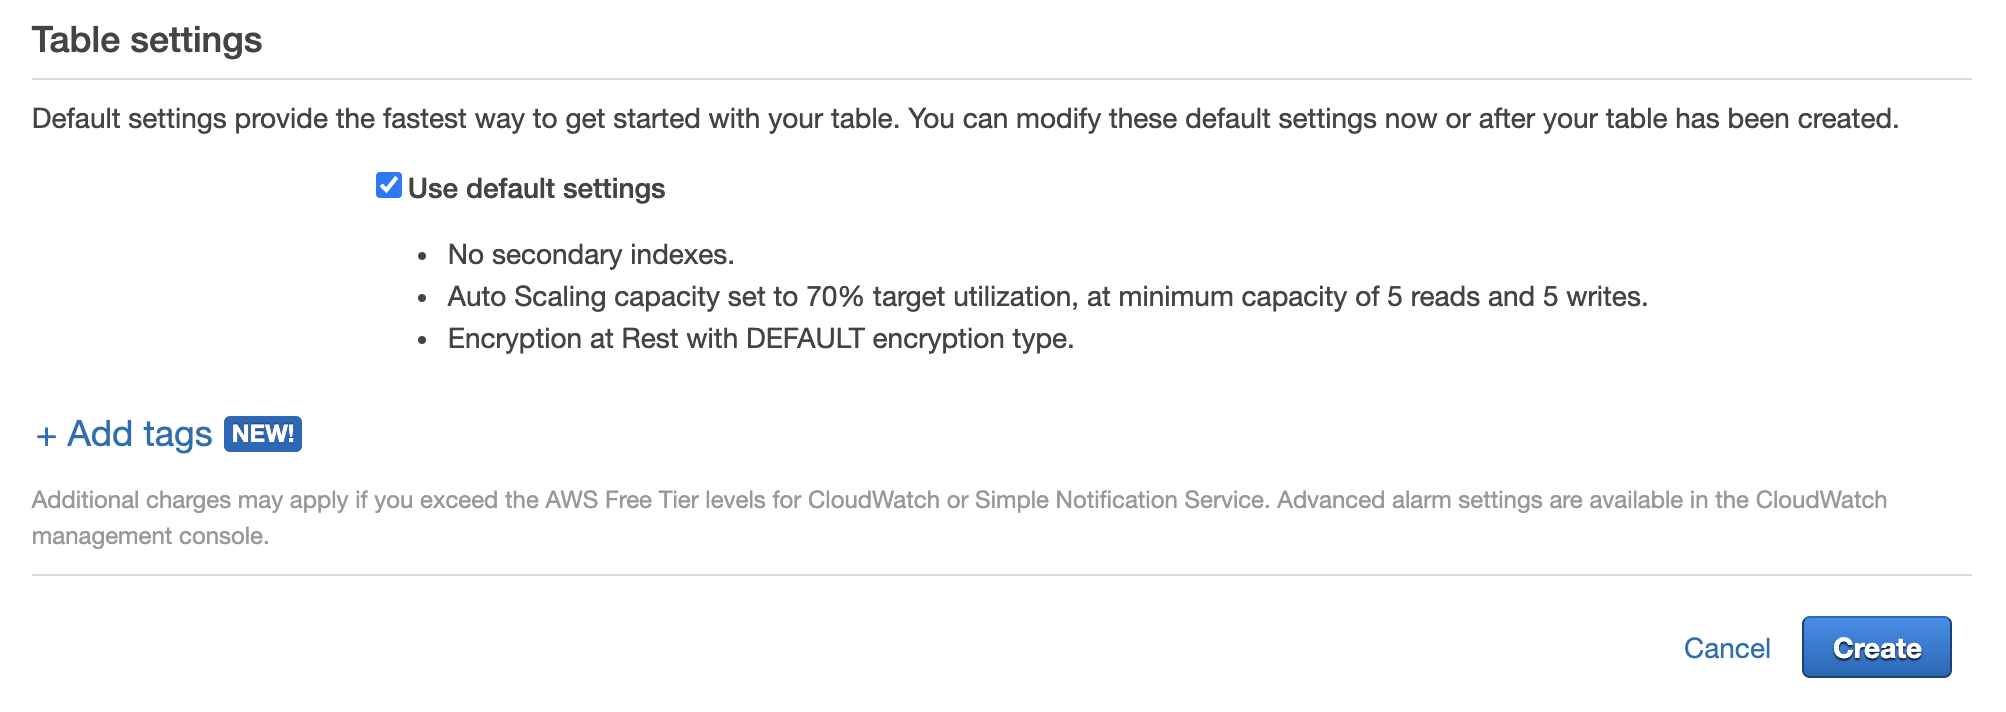 Table settings
Default settings provide the fastest way to get started with your table. You can modify these default settings now or after your table has been created.
Use default settings
• No secondary indexes.
• Auto Scaling capacity set to 70% target utilization, at minimum capacity of 5 reads and 5 writes.
• Encryption at Rest with DEFAULT encryption type.
+ Add tags NEW!
Additional charges may apply if you exceed the AWS Free Tier levels for CloudWatch or Simple Notification Service. Advanced alarm settings are available in the CloudWatch
management console.
Cancel Create